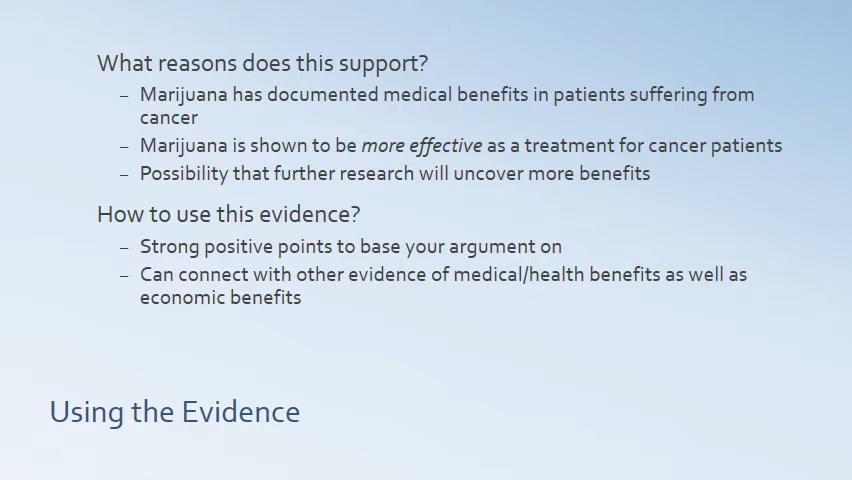 What reasons does this support?
– Marijuana has documented medical benefits in patients suffering from
cancer
– Marijuana is shown to be more effective as a treatment for cancer patients
– Possibility that further research will uncover more benefits
How to use this evidence?
– Strong positive points to base your argument on
– Can connect with other evidence of medical/health benefits as well as
economic benefits
Using the Evidence